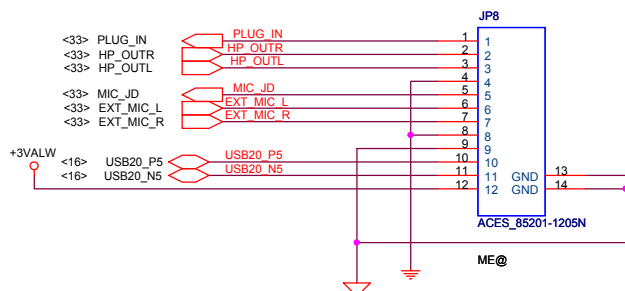 JP8
<33> PLUG_IN PLUG_IN 1 1
<33> HP_OUTR HP_OUTR 2 2
<33> HP_OUTL HP_OUTL 3 3
4 4
<33> MIC_JD MIC_JD 5 5
<33> EXT_MIC_L EXT_MIC_L 6 6
<33> EXT_MIC_R EXT_MIC_R 7 7
8 8
9 9
+3VALW <16> USB20_P5 USB20_P5 10 10
<16> USB20_N5 USB20_N5 11 11 GND 13
12 12 GND 14
ACES_85201-1205N
ME@